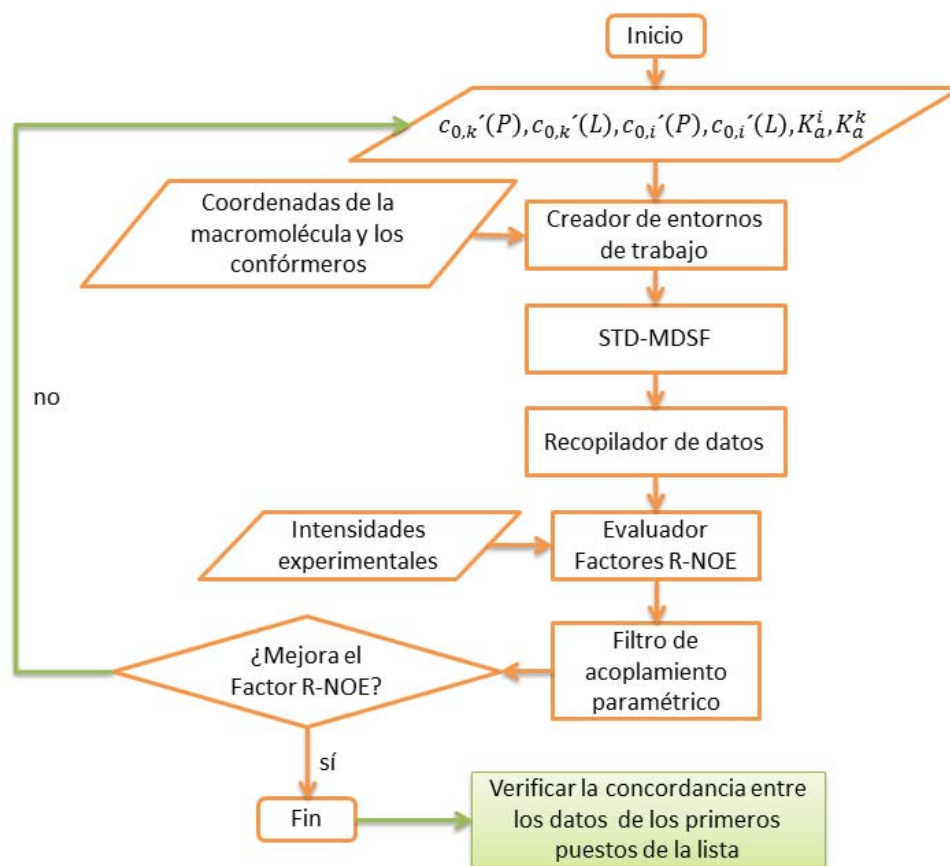 Inicio
c₀,ₖ´(P), c₀,ₖ´(L), c₀,ᵢ´(P), c₀,ᵢ´(L), Kₐⁱ, Kₐᵏ
Coordenadas de la
macromolécula y los
confórmeros
Creador de entornos
de trabajo
STD-MDSF
no
Recopilador de datos
Intensidades
experimentales
Evaluador
Factores R-NOE
¿Mejora el
Factor R-NOE?
Filtro de
acoplamiento
paramétrico
sí
Fin
Verificar la concordancia entre
los datos de los primeros
puestos de la lista